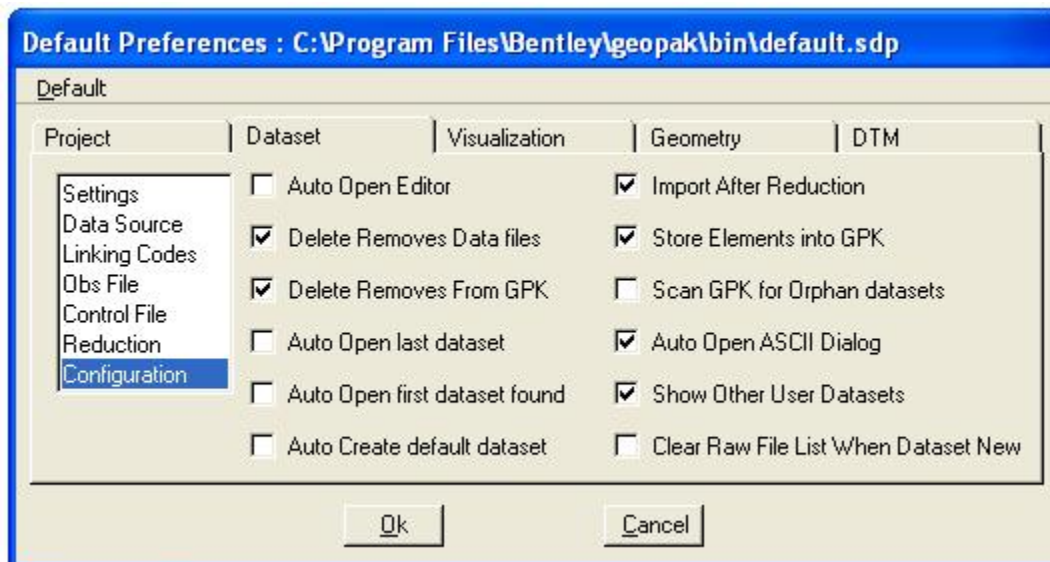 Default Preferences : C:\Program Files\Bentley\geopak\bin\default.sdp
Default
Project
Dataset
Visualization
Geometry
DTM
Settings
Data Source
Linking Codes
Obs File
Control File
Reduction
Configuration
Auto Open Editor
Delete Removes Data files
Delete Removes From GPK
Auto Open last dataset
Auto Open first dataset found
Auto Create default dataset
Import After Reduction
Store Elements into GPK
Scan GPK for Orphan datasets
Auto Open ASCII Dialog
Show Other User Datasets
Clear Raw File List When Dataset New
Ok
Cancel